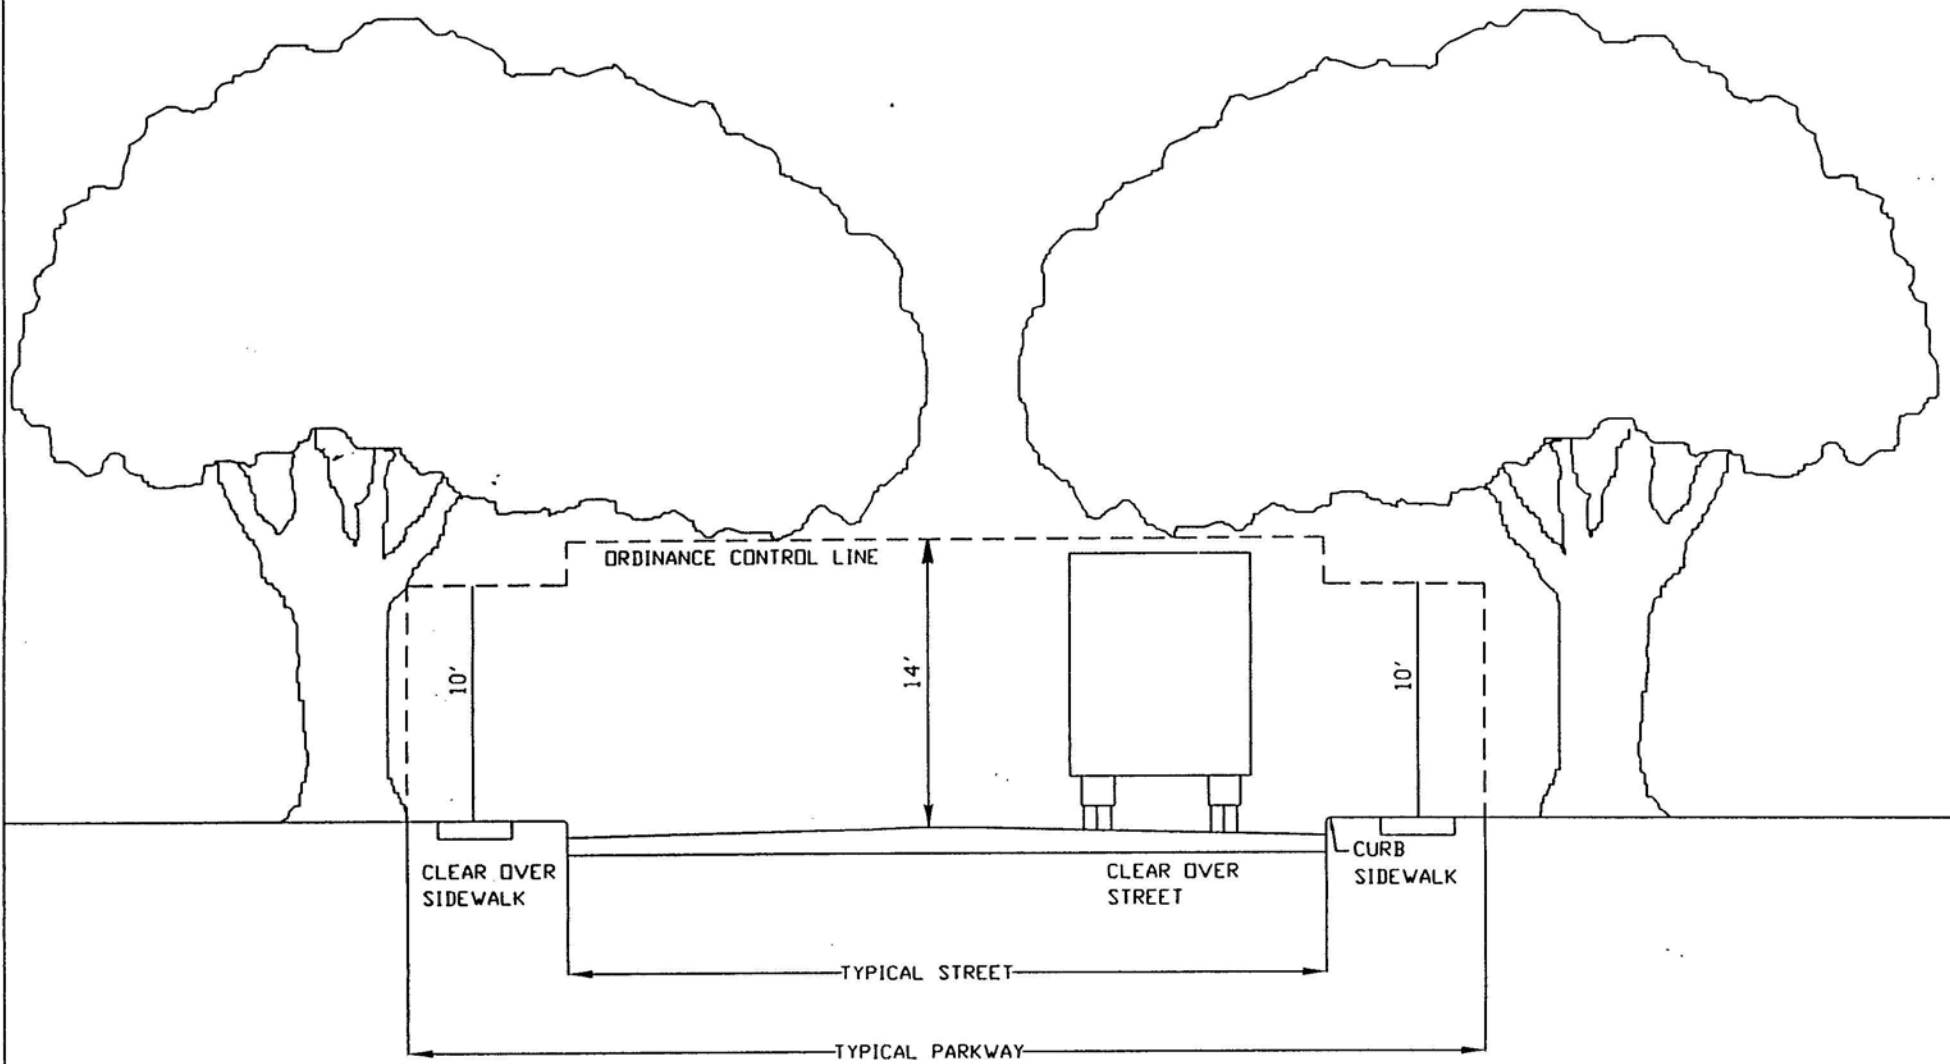 ORDINANCE CONTROL LINE
10′
14′
10′
CLEAR OVER
SIDEWALK
CLEAR OVER
STREET
CURB
SIDEWALK
TYPICAL STREET
TYPICAL PARKWAY